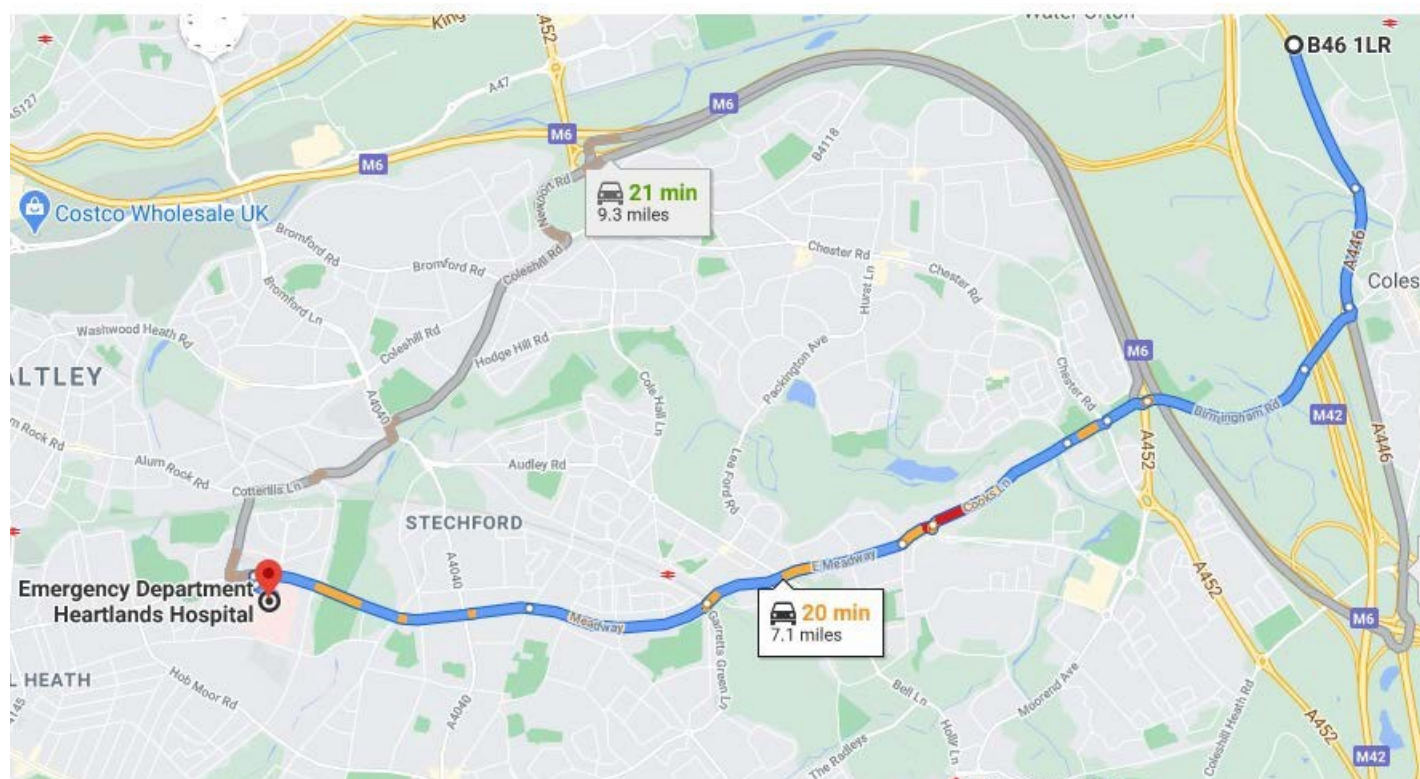 Water Orton
B46 1LR
King
A452
A47
A5127
M6
M6
M6
B4118
Newport Rd
21 min
9.3 miles
Costco Wholesale UK
Bromford Rd
Bromford Rd
Coleshill Rd
Chester Rd
Chester Rd
Hurst Ln
A446
Coles
Bromford Ln
Washwood Heath Rd
Coleshill Rd
Hodge Hill Rd
Packington Ave
M6
ALTLEY
A4040
Cole Hall Ln
Chester Rd
Birmingham Rd
M42
A446
m Rock Rd
Alum Rock Rd
Audley Rd
Lea Ford Rd
A452
Cotterills Ln
Cooks Ln
STECHFORD
E Meadway
A4040
Emergency Department
Heartlands Hospital
20 min
7.1 miles
Meadway
Garretts Green Ln
A452
M6
L HEATH
Hob Moor Rd
Bell Ln
Moorend Ave
A145
A4040
Holly Ln
Coleshill Heath Rd
A452
The Radleys
M42